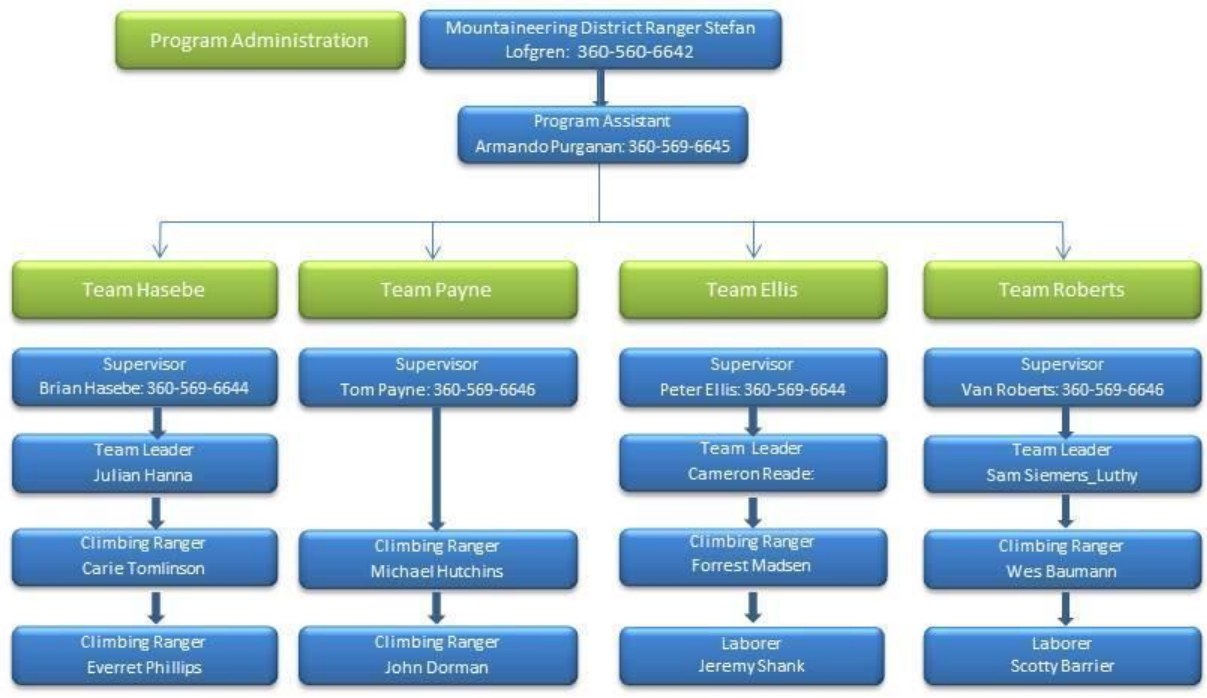 Program Administration
Mountaineering District Ranger Stefan
Lofgren: 360-560-6642
Program Assistant
Armando Purganan: 360-569-6645
Team Hasebe
Team Payne
Team Ellis
Team Roberts
Supervisor
Brian Hasebe: 360-569-6644
Supervisor
Tom Payne: 360-569-6646
Supervisor
Peter Ellis: 360-569-6644
Supervisor
Van Roberts: 360-569-6646
Team Leader
Julian Hanna
Team Leader
Cameron Reade:
Team Leader
Sam Siemens_Luthy
Climbing Ranger
Carie Tomlinson
Climbing Ranger
Michael Hutchins
Climbing Ranger
Forrest Madsen
Climbing Ranger
Wes Baumann
Climbing Ranger
Everret Phillips
Climbing Ranger
John Dorman
Laborer
Jeremy Shank
Laborer
Scotty Barrier